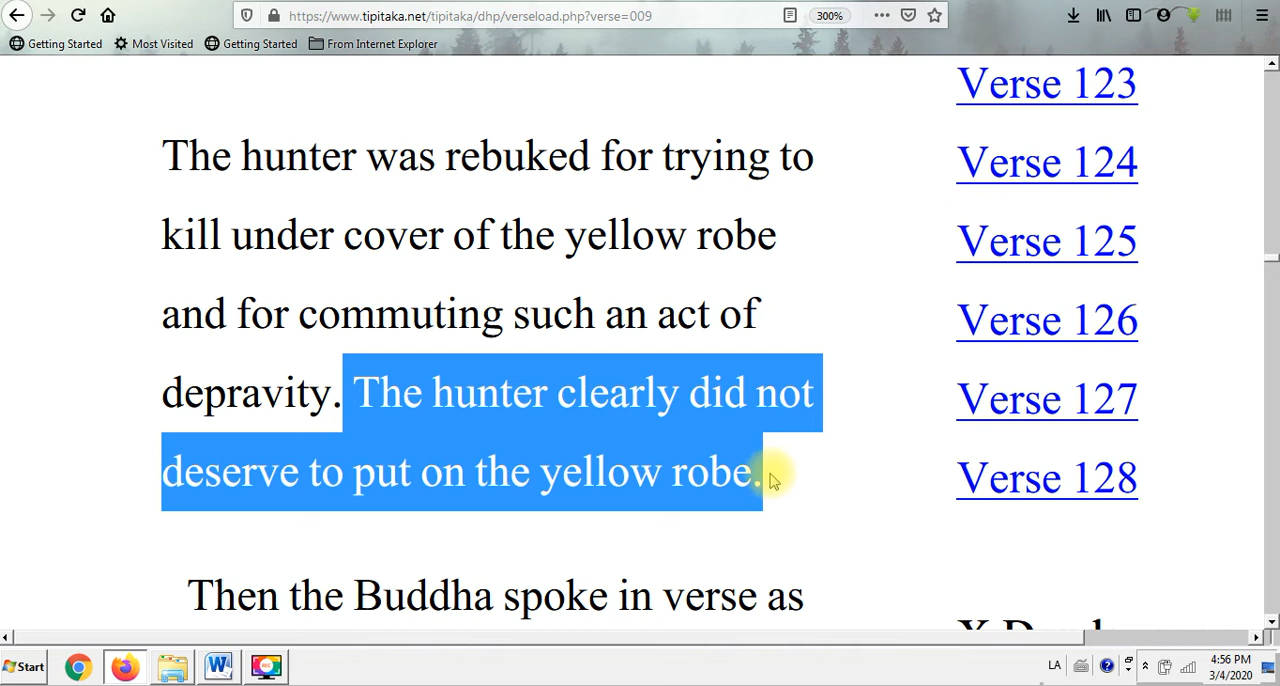 https://www.tipitaka.net/tipitaka/dhp/verseload.php?verse=009
300%
Getting Started
Most Visited
Getting Started
From Internet Explorer
The hunter was rebuked for trying to
kill under cover of the yellow robe
and for commuting such an act of
depravity. The hunter clearly did not
deserve to put on the yellow robe.
Then the Buddha spoke in verse as
Verse 123
Verse 124
Verse 125
Verse 126
Verse 127
Verse 128
Start
LA
4:56 PM
3/4/2020